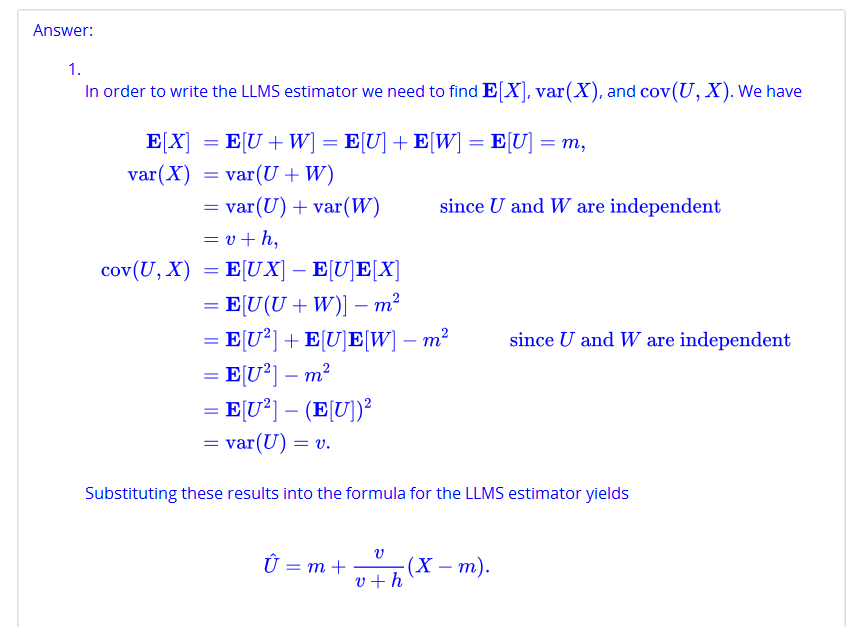 Answer:
1.
In order to write the LLMS estimator we need to find E[X], var(X), and cov(U, X). We have
E[X] = E[U + W] = E[U] + E[W] = E[U] = m,
var(X) = var(U + W)
= var(U) + var(W) since U and W are independent
= v + h,
cov(U, X) = E[UX] − E[U]E[X]
= E[U(U + W)] − m²
= E[U²] + E[U]E[W] − m² since U and W are independent
= E[U²] − m²
= E[U²] − (E[U])²
= var(U) = v.
Substituting these results into the formula for the LLMS estimator yields
Û = m + \frac{v}{v + h}(X − m).